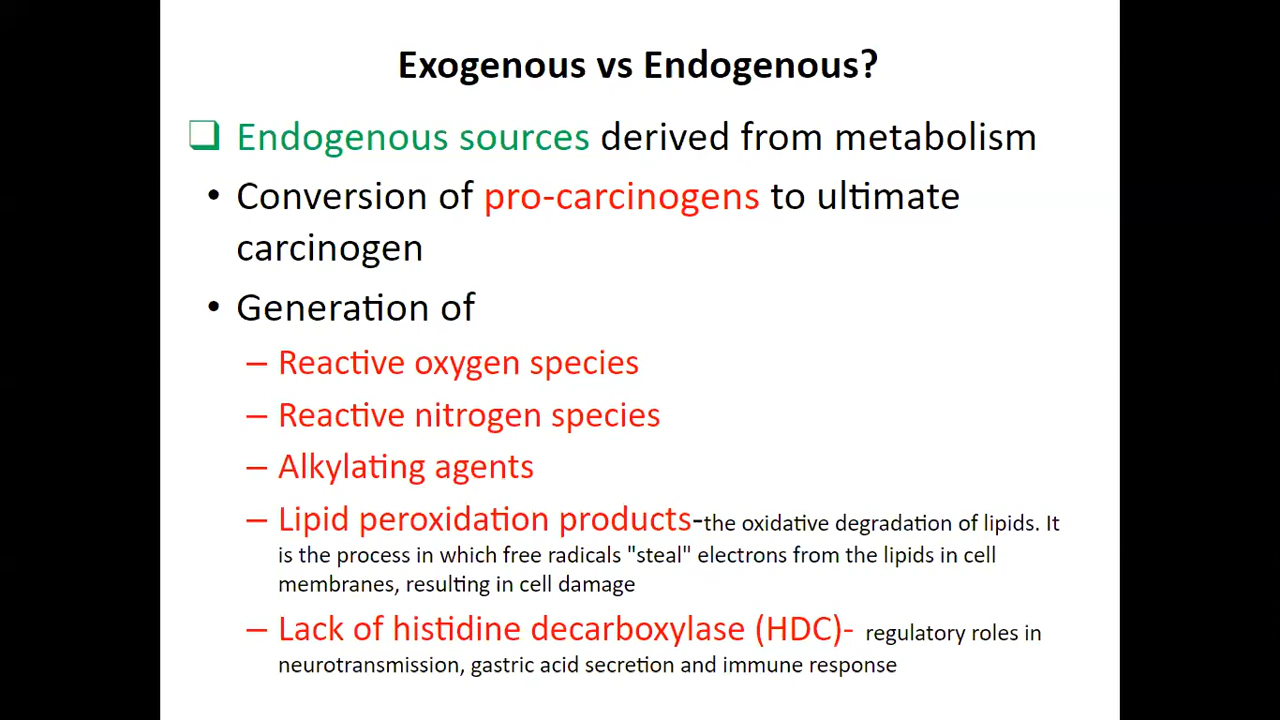 Exogenous vs Endogenous?
❑ Endogenous sources derived from metabolism
• Conversion of pro-carcinogens to ultimate
carcinogen
• Generation of
– Reactive oxygen species
– Reactive nitrogen species
– Alkylating agents
– Lipid peroxidation products-the oxidative degradation of lipids. It
is the process in which free radicals "steal" electrons from the lipids in cell
membranes, resulting in cell damage
– Lack of histidine decarboxylase (HDC)- regulatory roles in
neurotransmission, gastric acid secretion and immune response